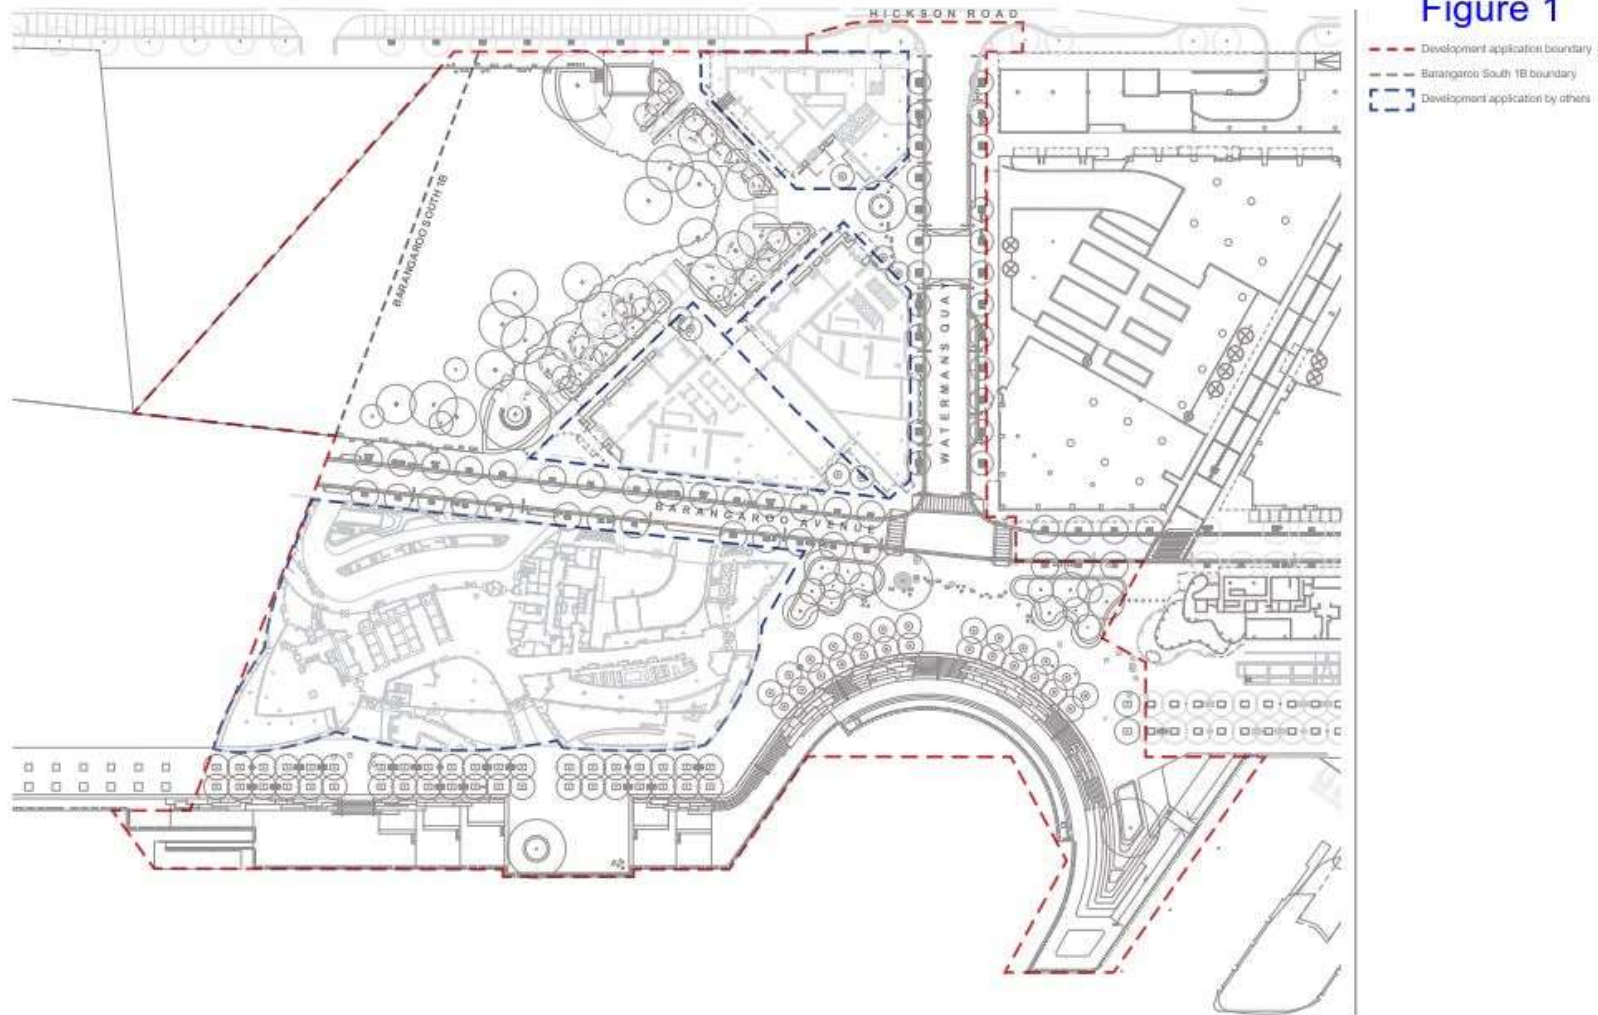 HICKSON ROAD
Figure 1
Development application boundary
Barangaroo South 1B boundary
Development application by others
BARANGAROO SOUTH 1B
WATERMANS QUAY
BARANGAROO AVENUE